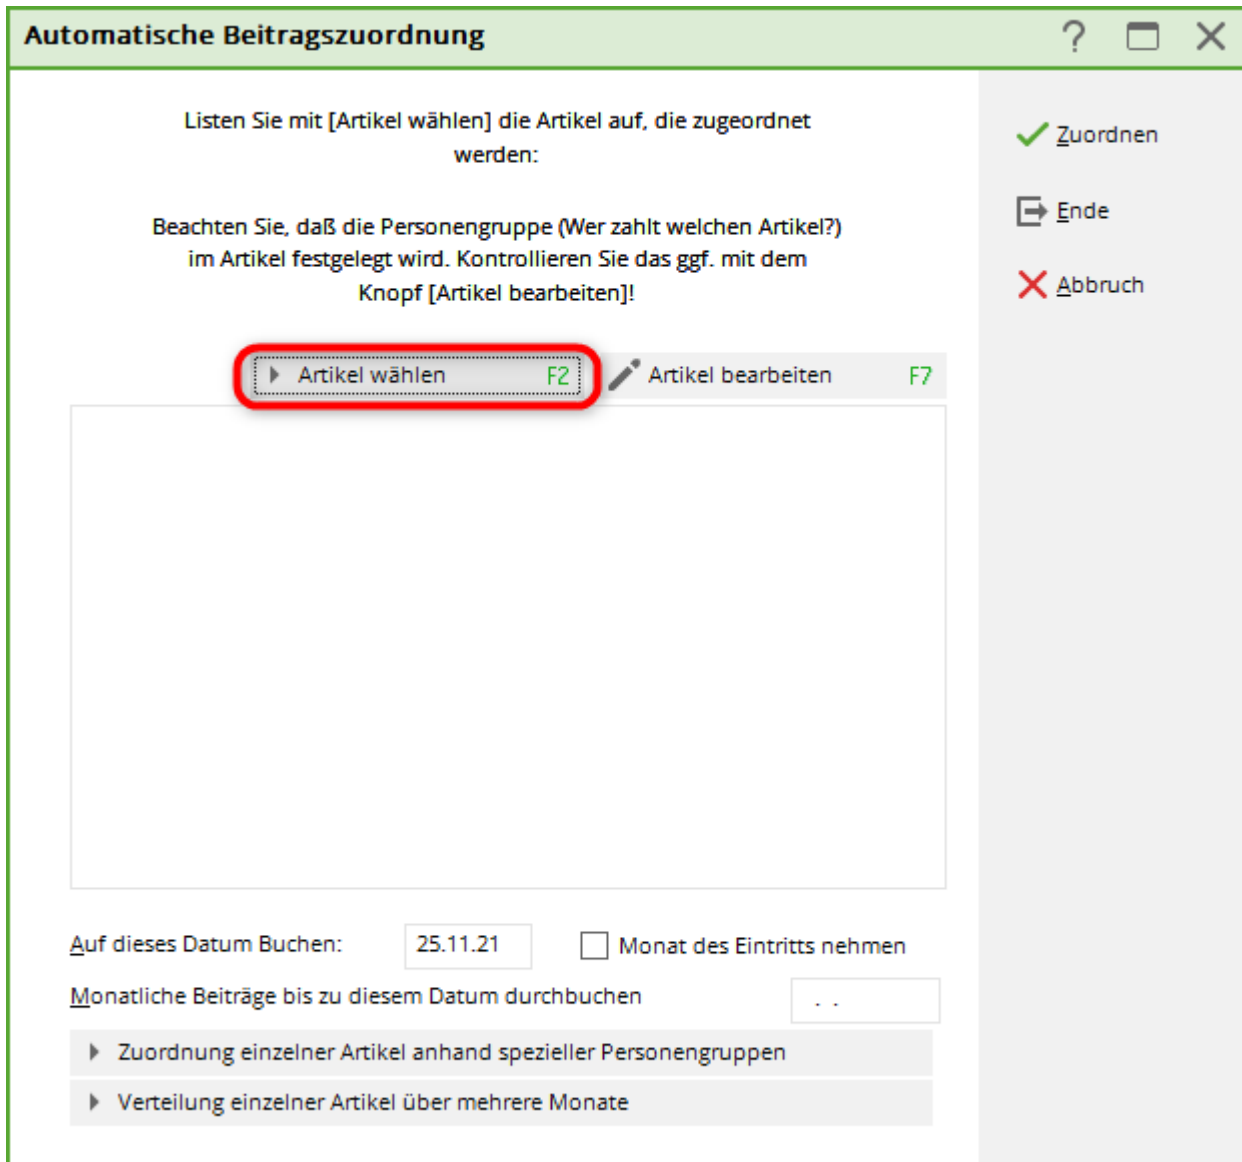 Automatische Beitragszuordnung
Listen Sie mit [Artikel wählen] die Artikel auf, die zugeordnet
werden:
Beachten Sie, daß die Personengruppe (Wer zahlt welchen Artikel?)
im Artikel festgelegt wird. Kontrollieren Sie das ggf. mit dem
Knopf [Artikel bearbeiten]!
Artikel wählen F2
Artikel bearbeiten F7
Auf dieses Datum Buchen: 25.11.21 Monat des Eintritts nehmen
Monatliche Beiträge bis zu diesem Datum durchbuchen . .
Zuordnung einzelner Artikel anhand spezieller Personengruppen
Verteilung einzelner Artikel über mehrere Monate
Zuordnen
Ende
Abbruch